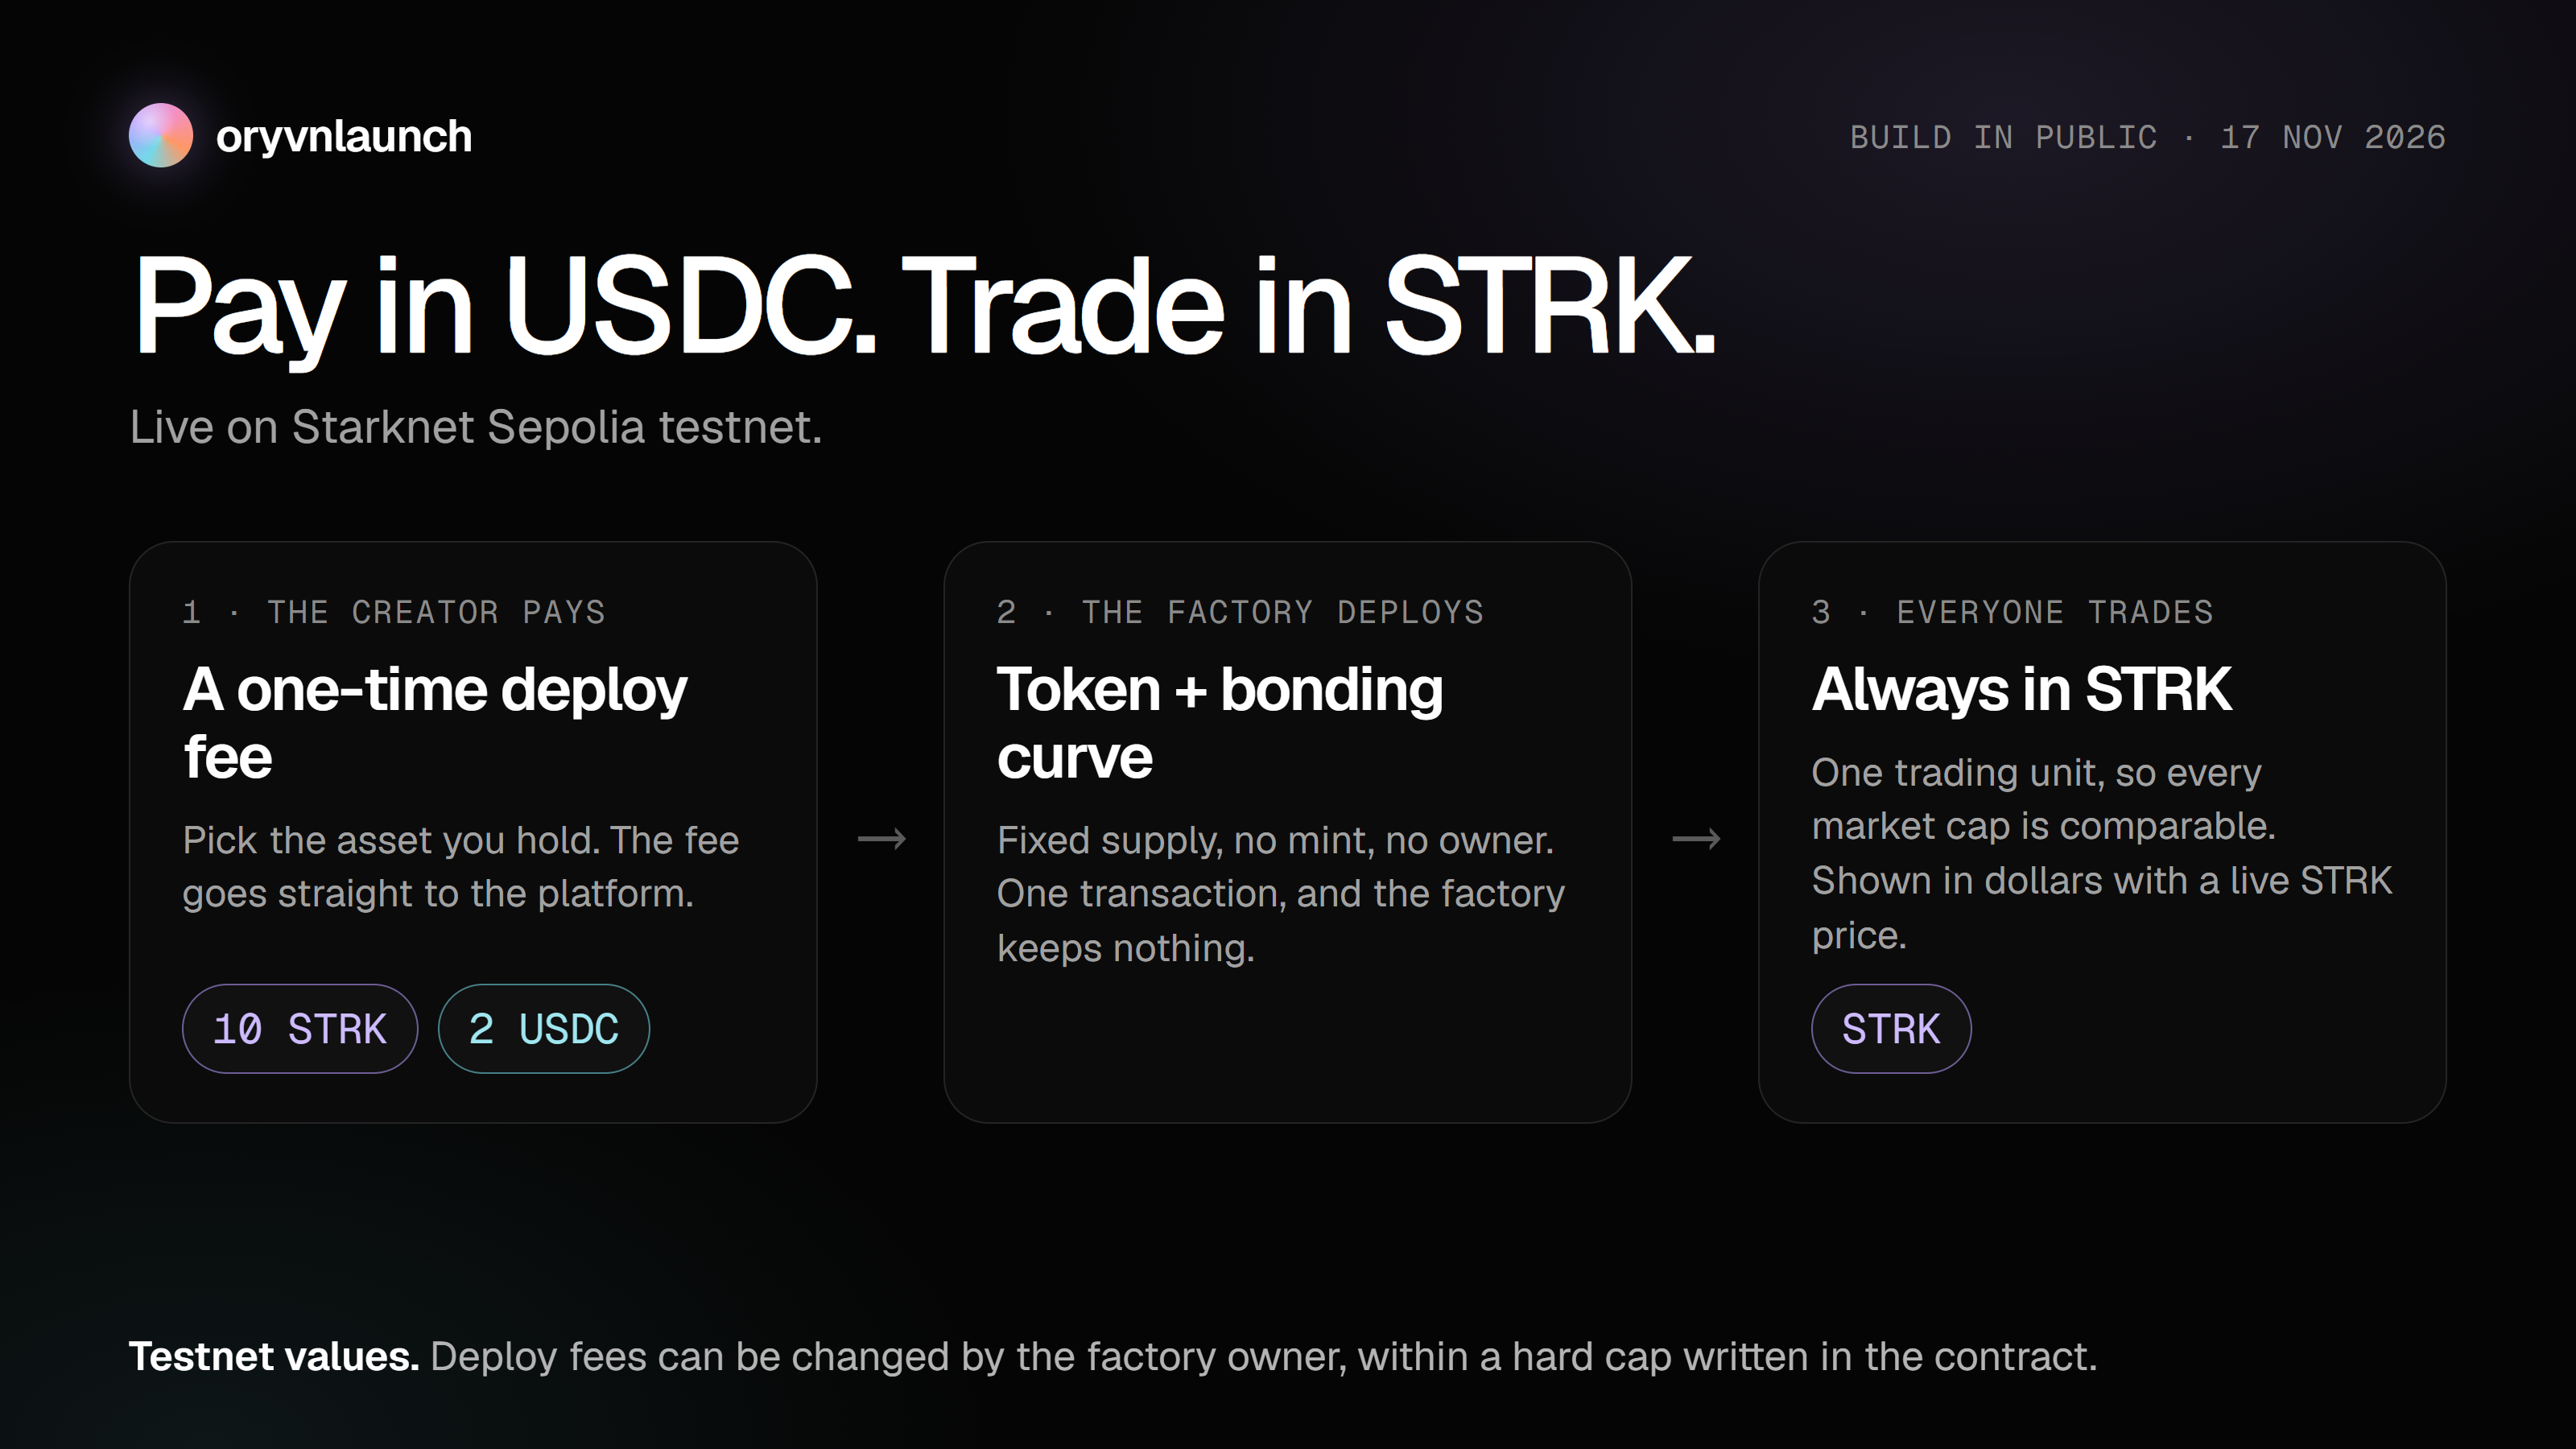 oryvnlaunch
BUILD IN PUBLIC · 17 NOV 2026
Pay in USDC. Trade in STRK.
Live on Starknet Sepolia testnet.
1 · THE CREATOR PAYS
A one-time deploy
fee
Pick the asset you hold. The fee
goes straight to the platform.
10 STRK
2 USDC
→
2 · THE FACTORY DEPLOYS
Token + bonding
curve
Fixed supply, no mint, no owner.
One transaction, and the factory
keeps nothing.
→
3 · EVERYONE TRADES
Always in STRK
One trading unit, so every
market cap is comparable.
Shown in dollars with a live STRK
price.
STRK
Testnet values. Deploy fees can be changed by the factory owner, within a hard cap written in the contract.